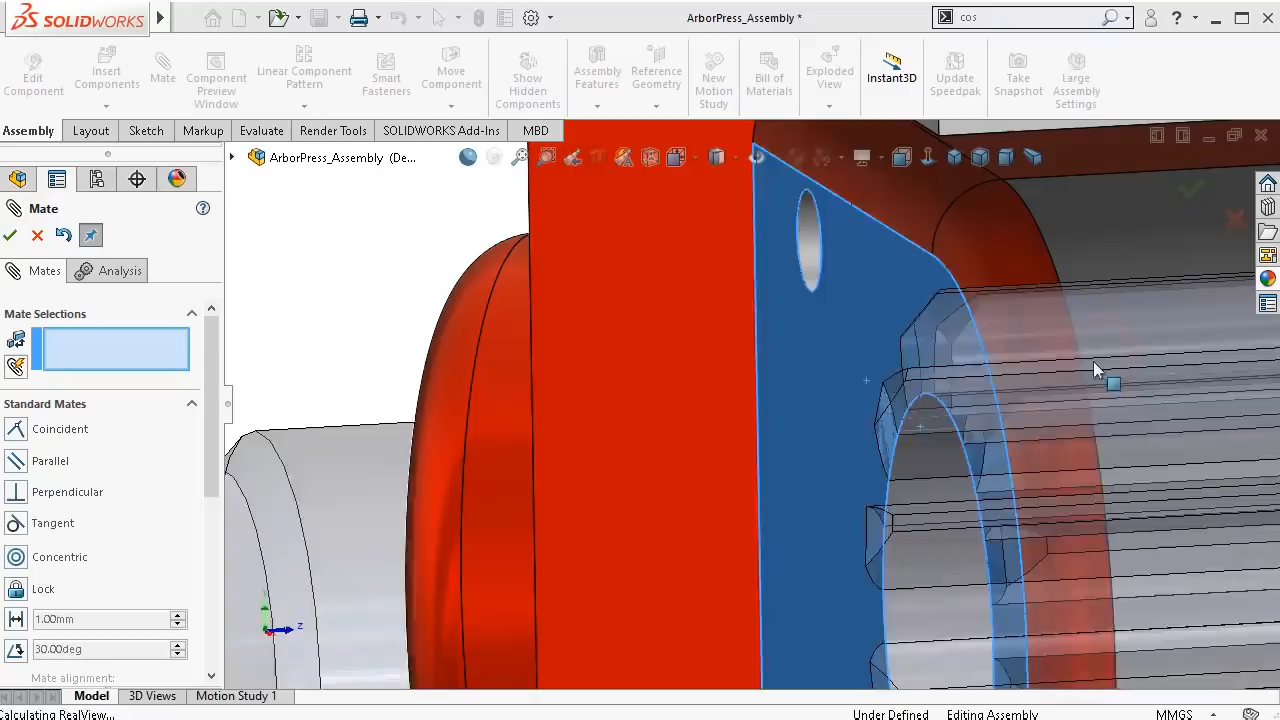 SOLIDWORKS
ArborPress_Assembly *
cos
?
Edit Component
Insert Components
Mate
Component Preview Window
Linear Component Pattern
Smart Fasteners
Move Component
Show Hidden Components
Assembly Features
Reference Geometry
New Motion Study
Bill of Materials
Exploded View
Instant3D
Update Speedpak
Take Snapshot
Large Assembly Settings
Assembly
Layout
Sketch
Markup
Evaluate
Render Tools
SOLIDWORKS Add-Ins
MBD
ArborPress_Assembly (De...
Mate
?
Mates
Analysis
Mate Selections
Standard Mates
Coincident
Parallel
Perpendicular
Tangent
Concentric
Lock
1.00mm
30.00deg
Mate alignment:
z
Model
3D Views
Motion Study 1
Calculating RealView...
Under Defined
Editing Assembly
MMGS